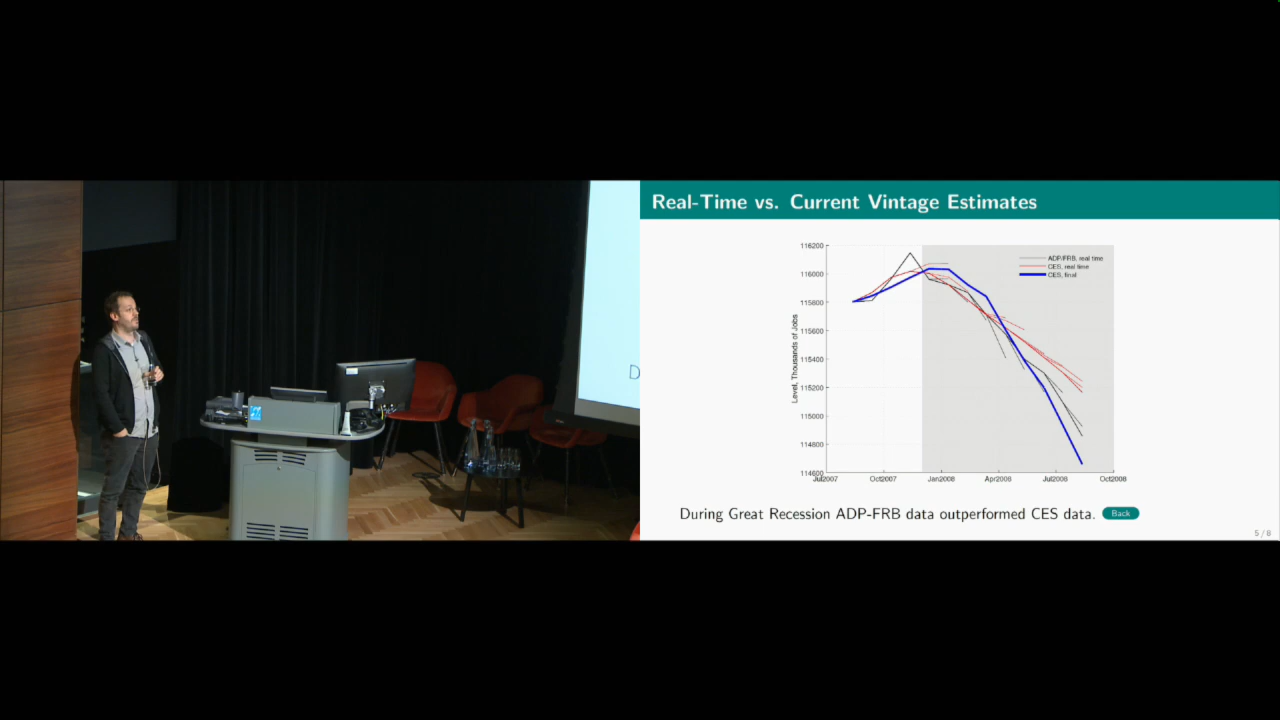 D
Real-Time vs. Current Vintage Estimates
116200
116000
115800
115600
115400
115200
115000
114800
114600
Level, Thousands of Jobs
ADP/FRB, real time
CES, real time
CES, final
Jul2007
Oct2007
Jan2008
Apr2008
Jul2008
Oct2008
During Great Recession ADP-FRB data outperformed CES data.
Back
5 / 8